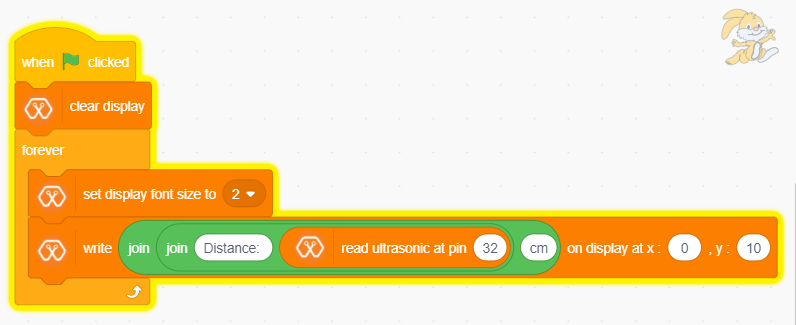 when clicked
clear display
forever
set display font size to 2
write join join Distance: read ultrasonic at pin 32 cm on display at x : 0 , y : 10